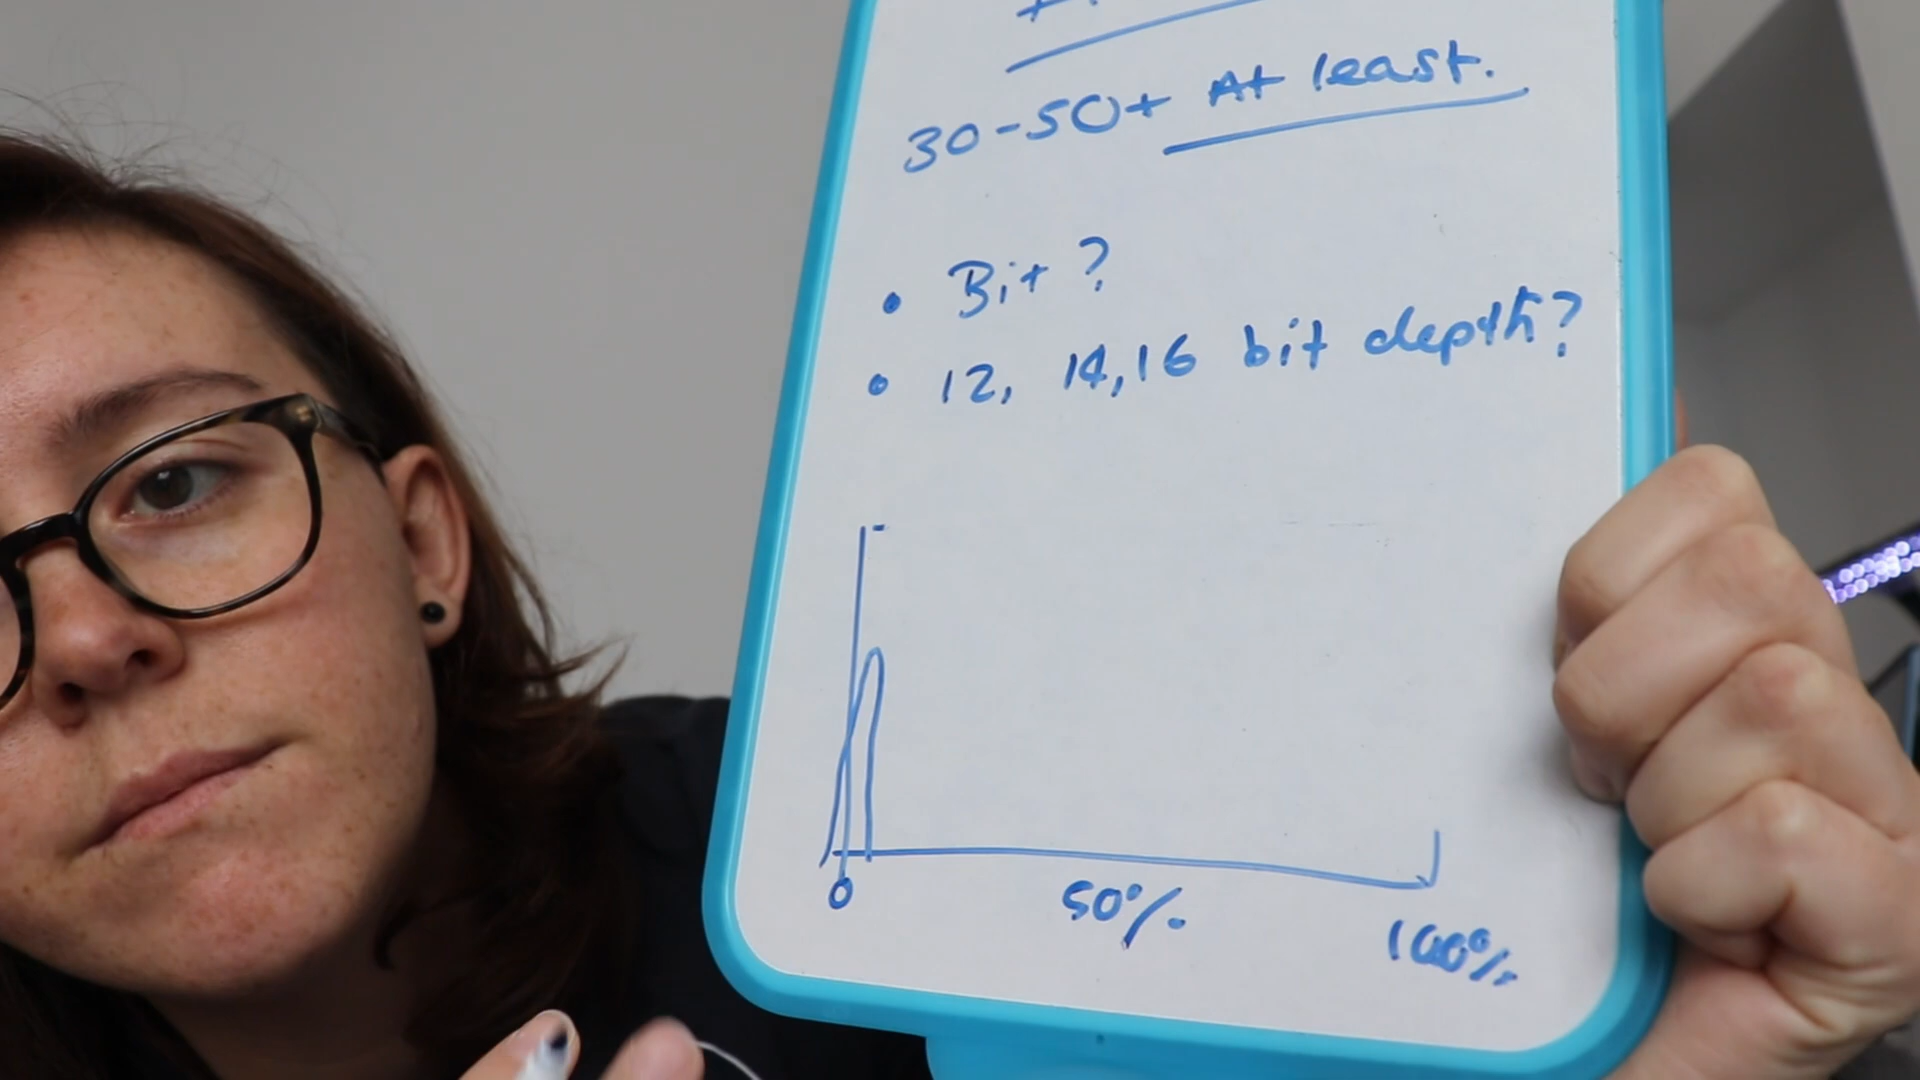 30-50+ At least.
• Bit?
• 12, 14, 16 bit depth?
0 50% 100%